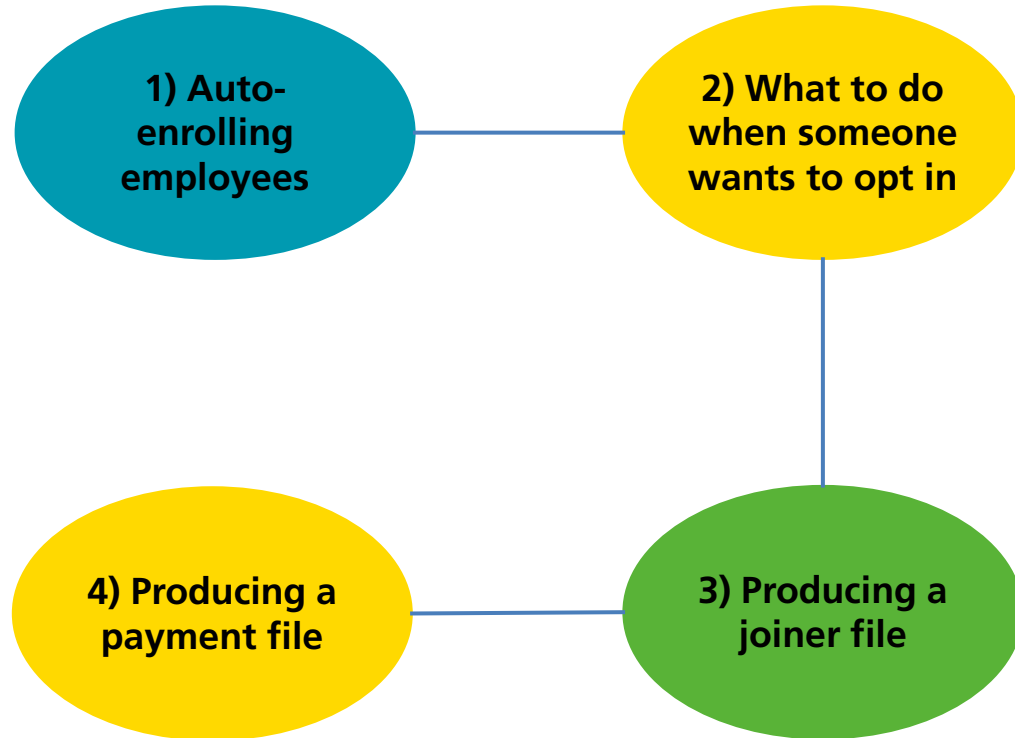 1) Auto-
enrolling
employees
2) What to do
when someone
wants to opt in
3) Producing a
joiner file
4) Producing a
payment file